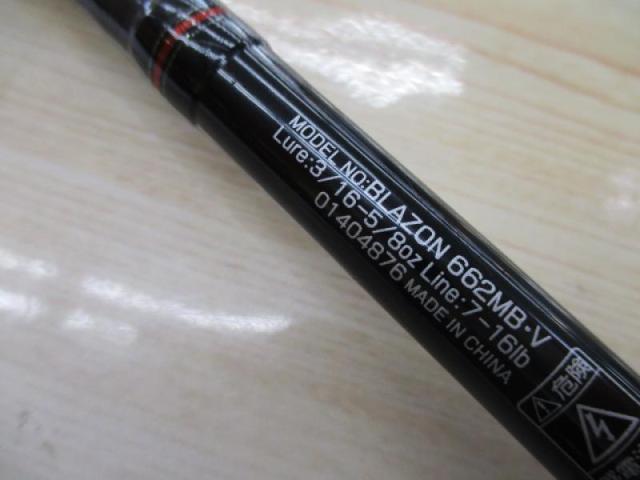 MODEL NO:BLAZON 662MB・V
Lure:3/16-5/8oz Line:7-16lb
01404876 MADE IN CHINA
危険